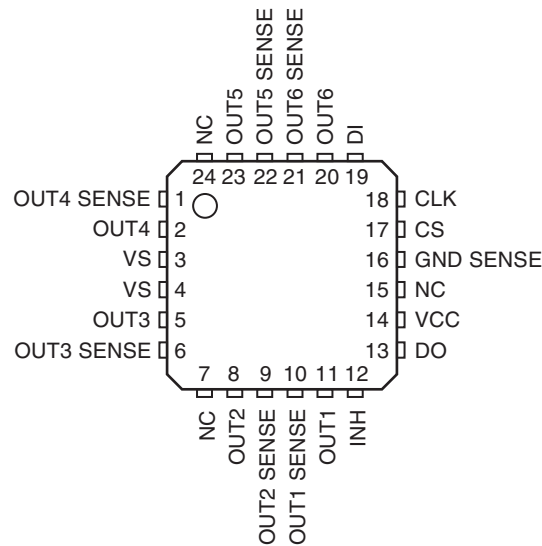 NC
OUT5
OUT5 SENSE
OUT6 SENSE
OUT6
DI
24 23 22 21 20 19
OUT4 SENSE 1
OUT4 2
VS 3
VS 4
OUT3 5
OUT3 SENSE 6
18 CLK
17 CS
16 GND SENSE
15 NC
14 VCC
13 DO
7 8 9 10 11 12
NC
OUT2
OUT2 SENSE
OUT1 SENSE
OUT1
INH